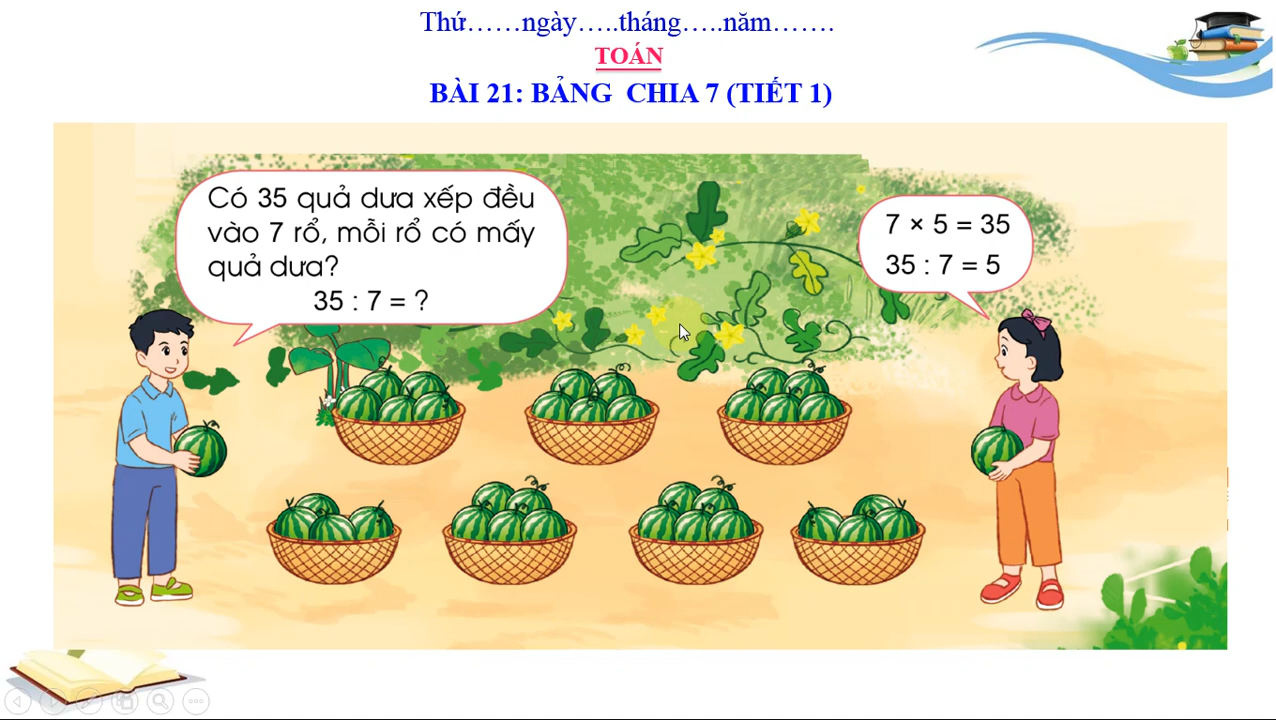 Thứ……ngày…..tháng…..năm…….
TOÁN
BÀI 21: BẢNG CHIA 7 (TIẾT 1)
Có 35 quả dưa xếp đều
vào 7 rổ, mỗi rổ có mấy
quả dưa?
35 : 7 = ?
7 × 5 = 35
35 : 7 = 5